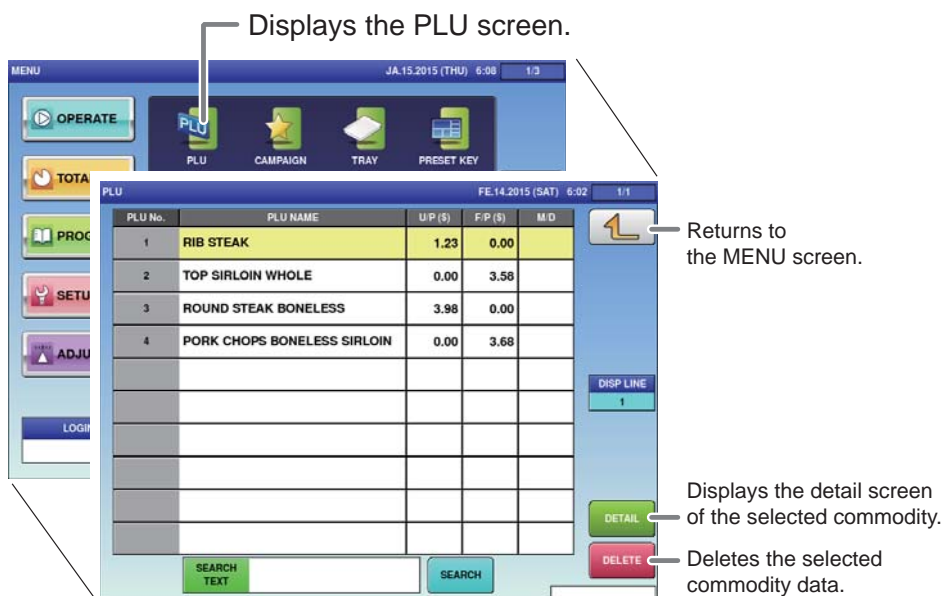 Displays the PLU screen.
MENU JA.15.2015 (THU) 6:08 1/3
OPERATE
PLU
PLU CAMPAIGN TRAY PRESET KEY
TOTA
PROG
SETU
ADJU
LOGI
PLU FE.14.2015 (SAT) 6:02 1/1
PLU No. PLU NAME U/P ($) F/P ($) M/D
1 RIB STEAK 1.23 0.00
2 TOP SIRLOIN WHOLE 0.00 3.58
3 ROUND STEAK BONELESS 3.98 0.00
4 PORK CHOPS BONELESS SIRLOIN 0.00 3.68
Returns to
the MENU screen.
DISP LINE
1
DETAIL
Displays the detail screen
of the selected commodity.
DELETE
Deletes the selected
commodity data.
SEARCH
TEXT
SEARCH